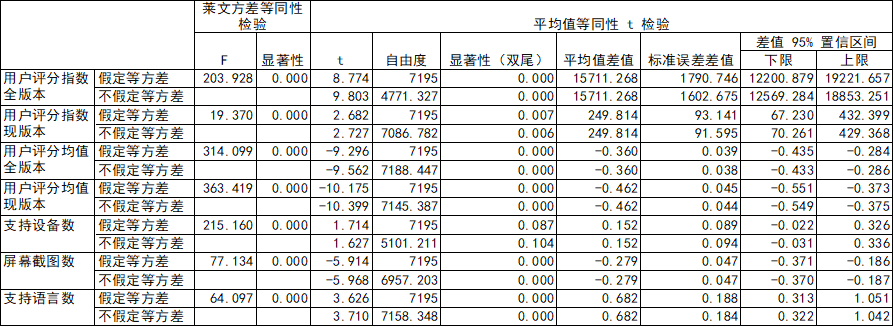 莱文方差等同性检验 平均值等同性 t 检验
差值 95% 置信区间
F 显著性 t 自由度 显著性（双尾） 平均值差值 标准误差差值 下限 上限
用户评分指数全版本 假定等方差 203.928 0.000 8.774 7195 0.000 15711.268 1790.746 12200.879 19221.657
不假定等方差 9.803 4771.327 0.000 15711.268 1602.675 12569.284 18853.251
用户评分指数现版本 假定等方差 19.370 0.000 2.682 7195 0.007 249.814 93.141 67.230 432.399
不假定等方差 2.727 7086.782 0.006 249.814 91.595 70.261 429.368
用户评分均值全版本 假定等方差 314.099 0.000 -9.296 7195 0.000 -0.360 0.039 -0.435 -0.284
不假定等方差 -9.562 7188.447 0.000 -0.360 0.038 -0.433 -0.286
用户评分均值现版本 假定等方差 363.419 0.000 -10.175 7195 0.000 -0.462 0.045 -0.551 -0.373
不假定等方差 -10.399 7145.387 0.000 -0.462 0.044 -0.549 -0.375
支持设备数 假定等方差 215.160 0.000 1.714 7195 0.087 0.152 0.089 -0.022 0.326
不假定等方差 1.627 5101.211 0.104 0.152 0.094 -0.031 0.336
屏幕截图数 假定等方差 77.134 0.000 -5.914 7195 0.000 -0.279 0.047 -0.371 -0.186
不假定等方差 -5.968 6957.203 0.000 -0.279 0.047 -0.370 -0.187
支持语言数 假定等方差 64.097 0.000 3.626 7195 0.000 0.682 0.188 0.313 1.051
不假定等方差 3.710 7158.348 0.000 0.682 0.184 0.322 1.042